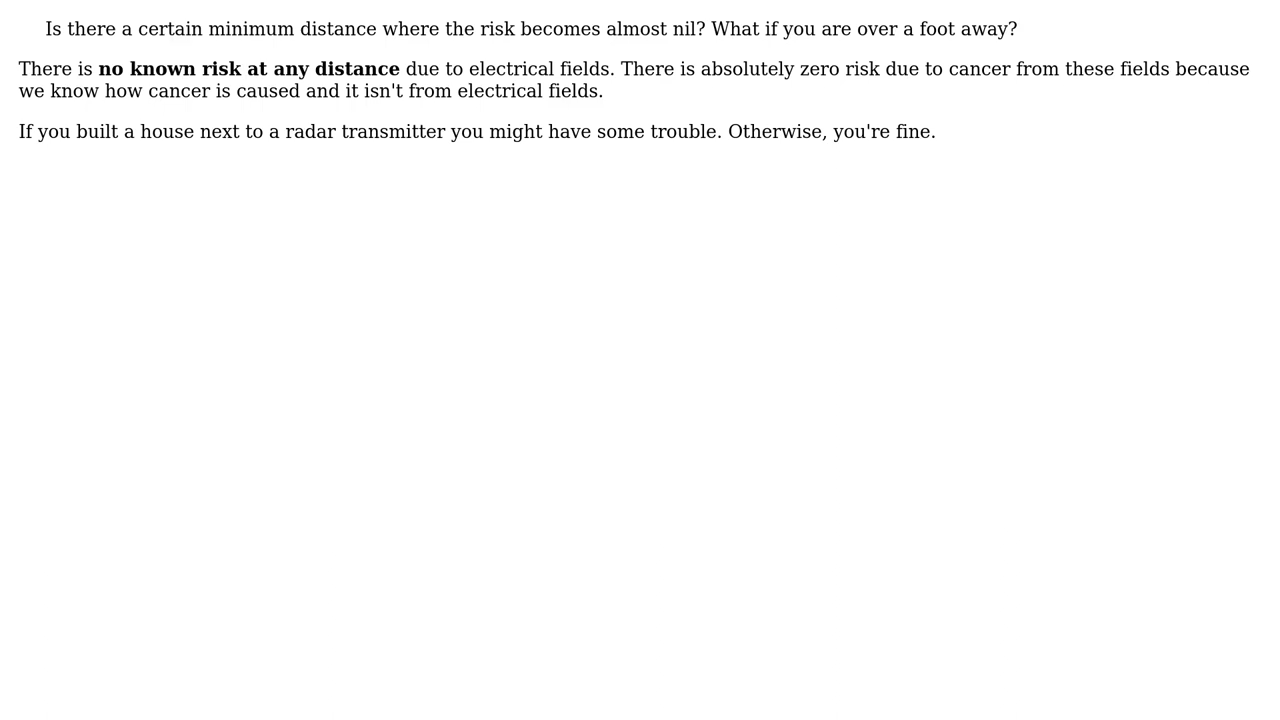 Is there a certain minimum distance where the risk becomes almost nil? What if you are over a foot away?
There is no known risk at any distance due to electrical fields. There is absolutely zero risk due to cancer from these fields because
we know how cancer is caused and it isn't from electrical fields.
If you built a house next to a radar transmitter you might have some trouble. Otherwise, you're fine.